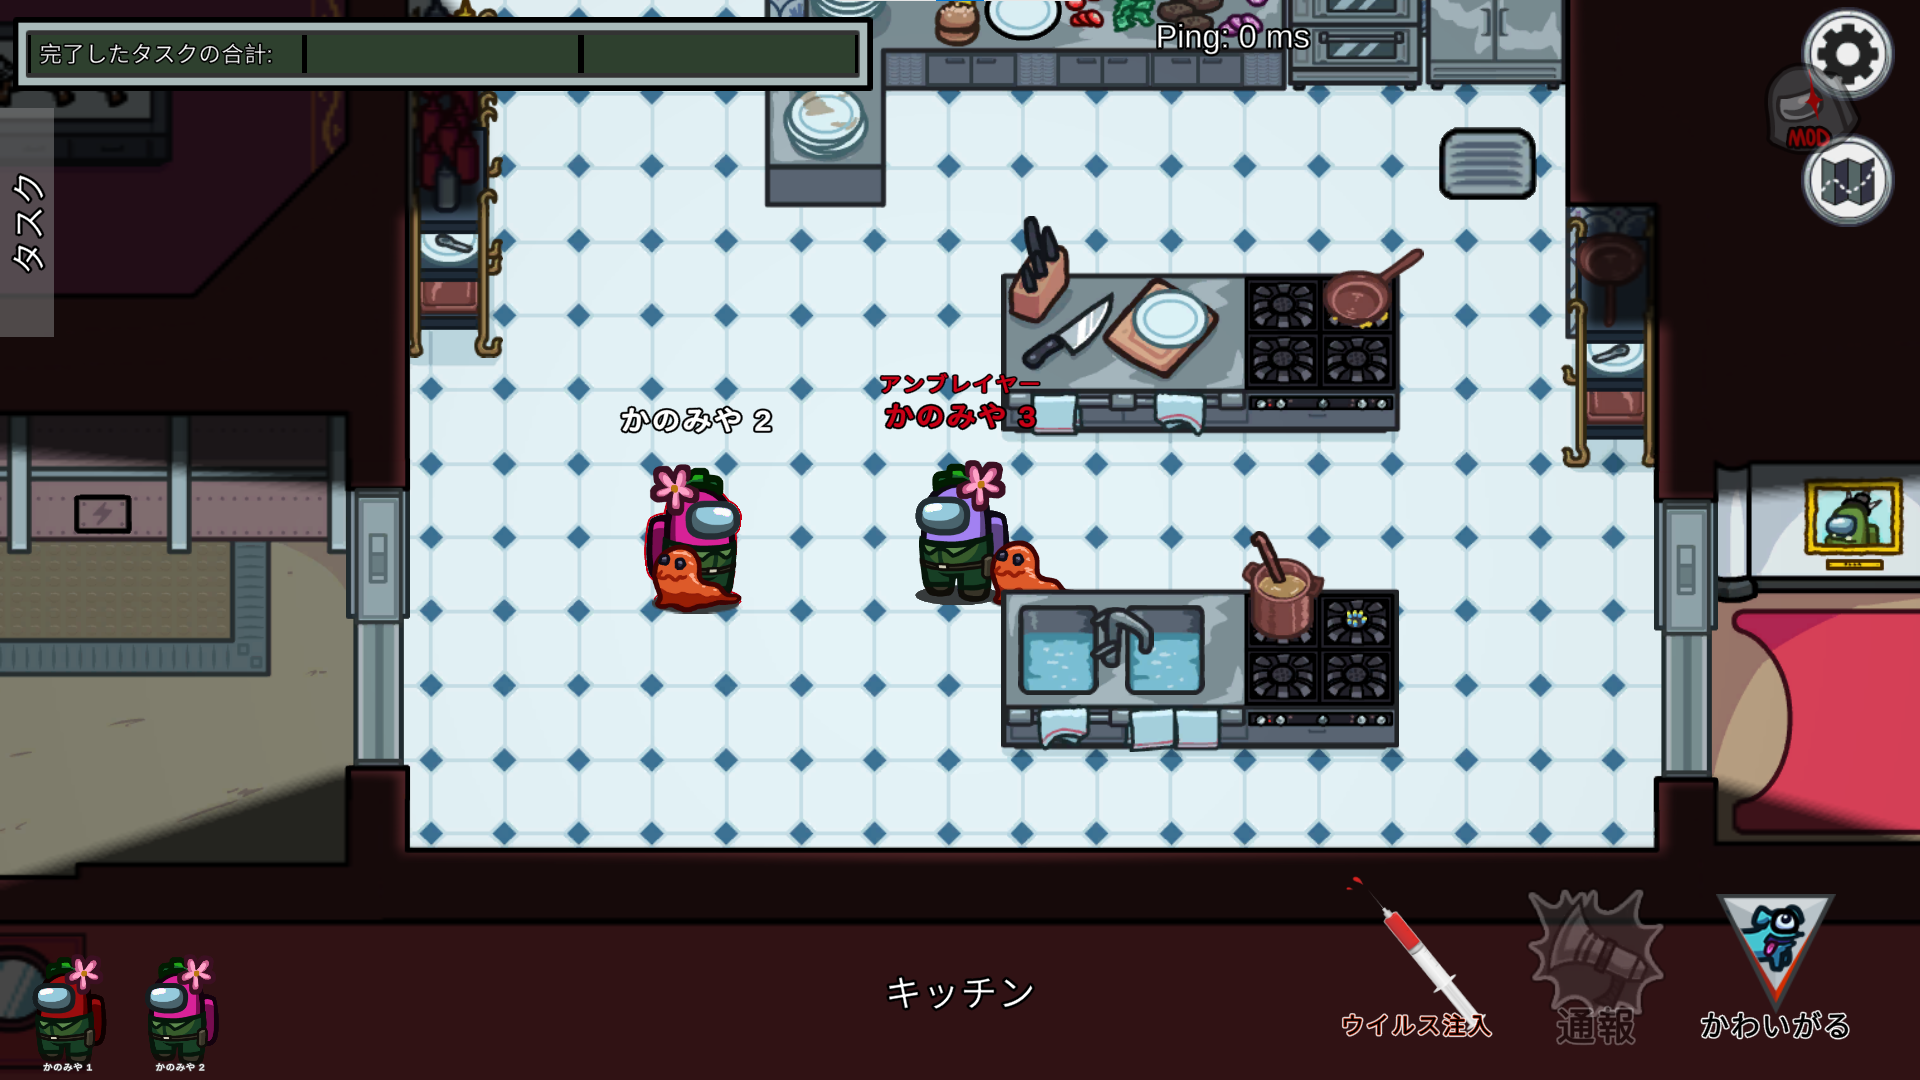 完了したタスクの合計:
Ping: 0 ms
MOD
タスク
アンブレイヤー
かのみや 2
かのみや 3
キッチン
ウイルス注入
通報
かわいがる
かのみや 1
かのみや 2